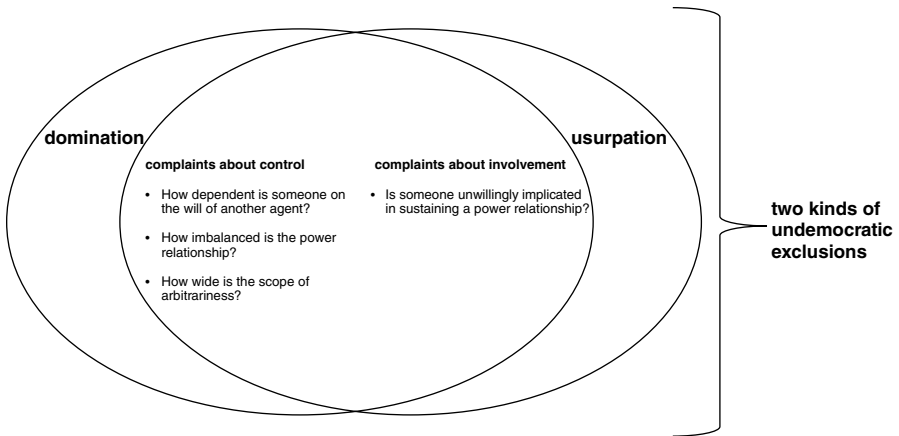 domination
usurpation
complaints about control
• How dependent is someone on
the will of another agent?
• How imbalanced is the power
relationship?
• How wide is the scope of
arbitrariness?
complaints about involvement
• Is someone unwillingly implicated
in sustaining a power relationship?
two kinds of
undemocratic
exclusions